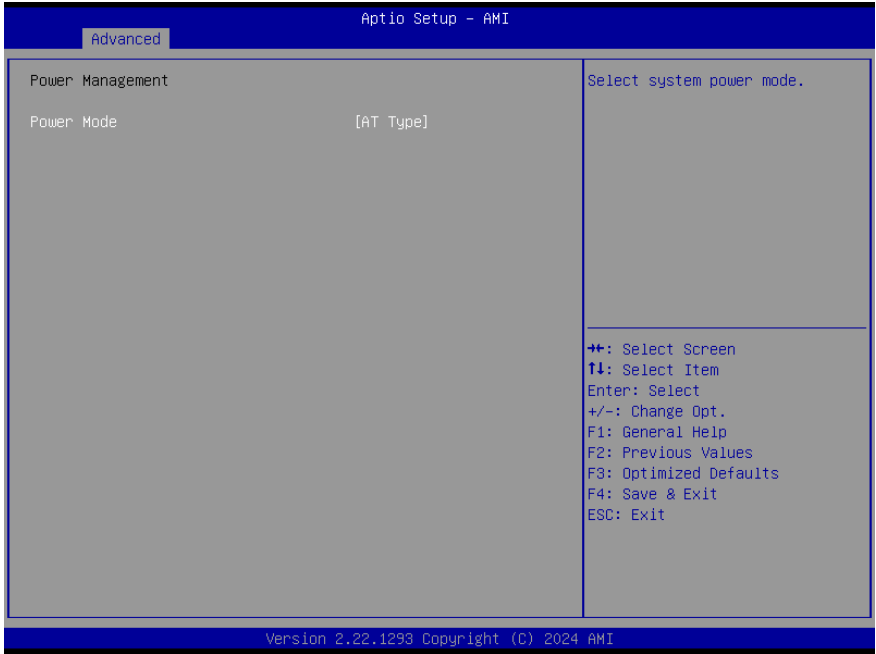 Aptio Setup – AMI
Advanced
Power Management
Power Mode [AT Type]
Select system power mode.
→←: Select Screen
↑↓: Select Item
Enter: Select
+/-: Change Opt.
F1: General Help
F2: Previous Values
F3: Optimized Defaults
F4: Save & Exit
ESC: Exit
Version 2.22.1293 Copyright (C) 2024 AMI